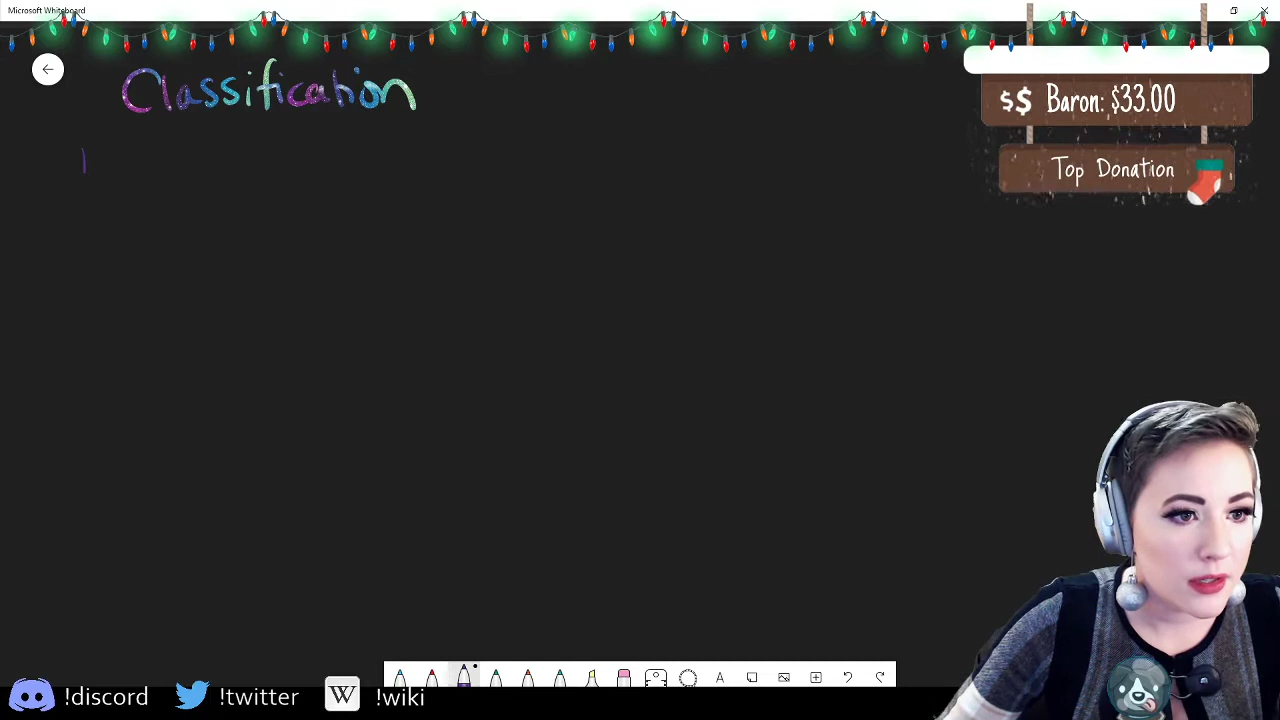 Microsoft Whiteboard
Classification
$$ Baron: $33.00
Top Donation
!discord
!twitter
W !wiki